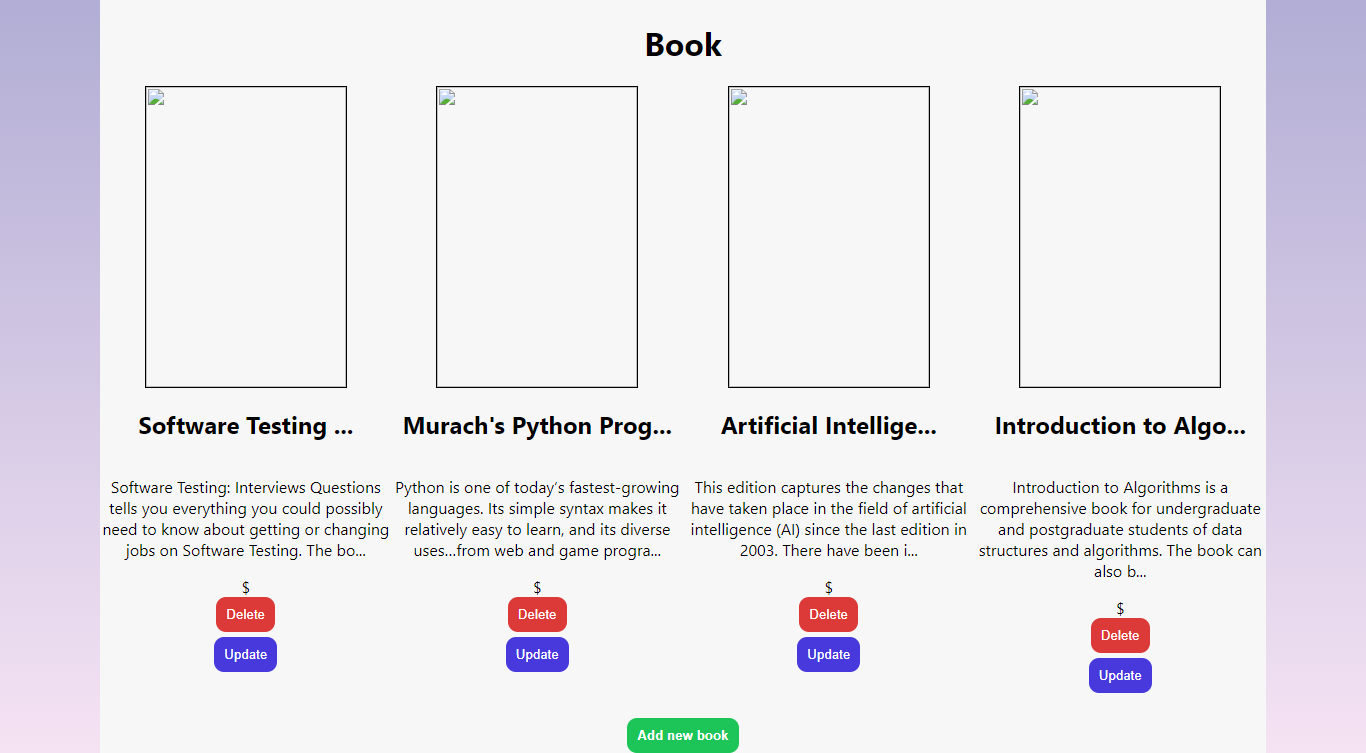 Book
Software Testing ...
Murach's Python Prog...
Artificial Intellige...
Introduction to Algo...
Software Testing: Interviews Questions
tells you everything you could possibly
need to know about getting or changing
jobs on Software Testing. The bo...
Python is one of today’s fastest-growing
languages. Its simple syntax makes it
relatively easy to learn, and its diverse
uses...from web and game progra...
This edition captures the changes that
have taken place in the field of artificial
intelligence (AI) since the last edition in
2003. There have been i...
Introduction to Algorithms is a
comprehensive book for undergraduate
and postgraduate students of data
structures and algorithms. The book can
also b...
$
$
$
$
Delete
Delete
Delete
Delete
Update
Update
Update
Update
Add new book